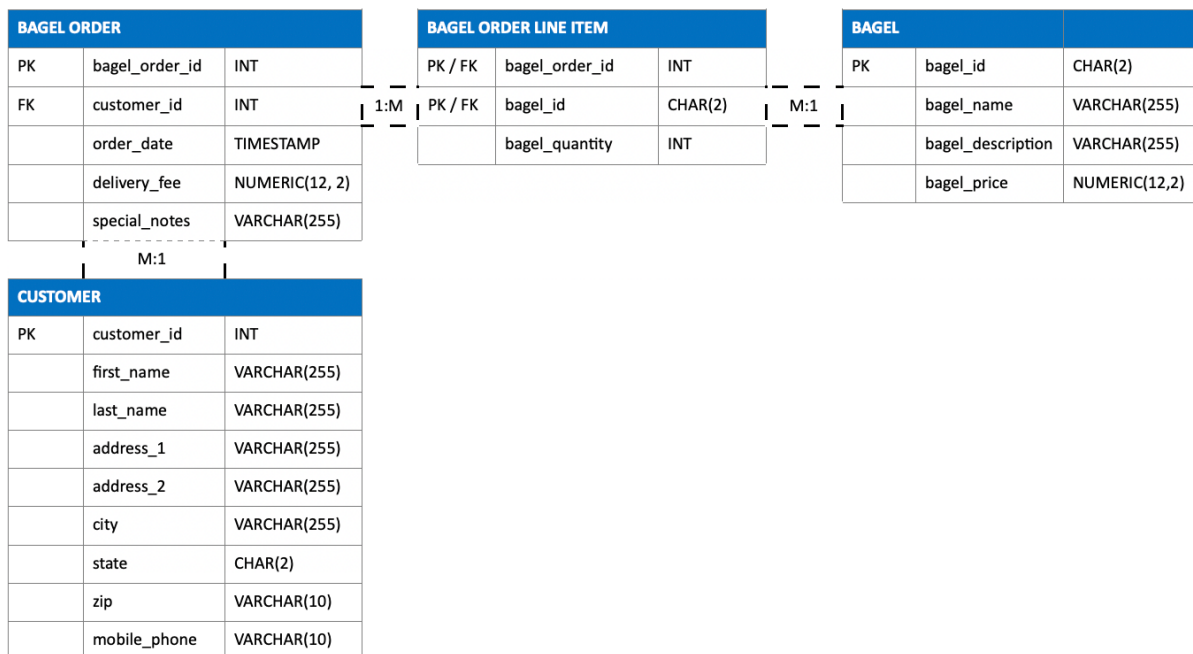 BAGEL ORDER
PK bagel_order_id INT
FK customer_id INT
order_date TIMESTAMP
delivery_fee NUMERIC(12, 2)
special_notes VARCHAR(255)
1:M
BAGEL ORDER LINE ITEM
PK / FK bagel_order_id INT
PK / FK bagel_id CHAR(2)
bagel_quantity INT
M:1
BAGEL
PK bagel_id CHAR(2)
bagel_name VARCHAR(255)
bagel_description VARCHAR(255)
bagel_price NUMERIC(12,2)
M:1
CUSTOMER
PK customer_id INT
first_name VARCHAR(255)
last_name VARCHAR(255)
address_1 VARCHAR(255)
address_2 VARCHAR(255)
city VARCHAR(255)
state CHAR(2)
zip VARCHAR(10)
mobile_phone VARCHAR(10)